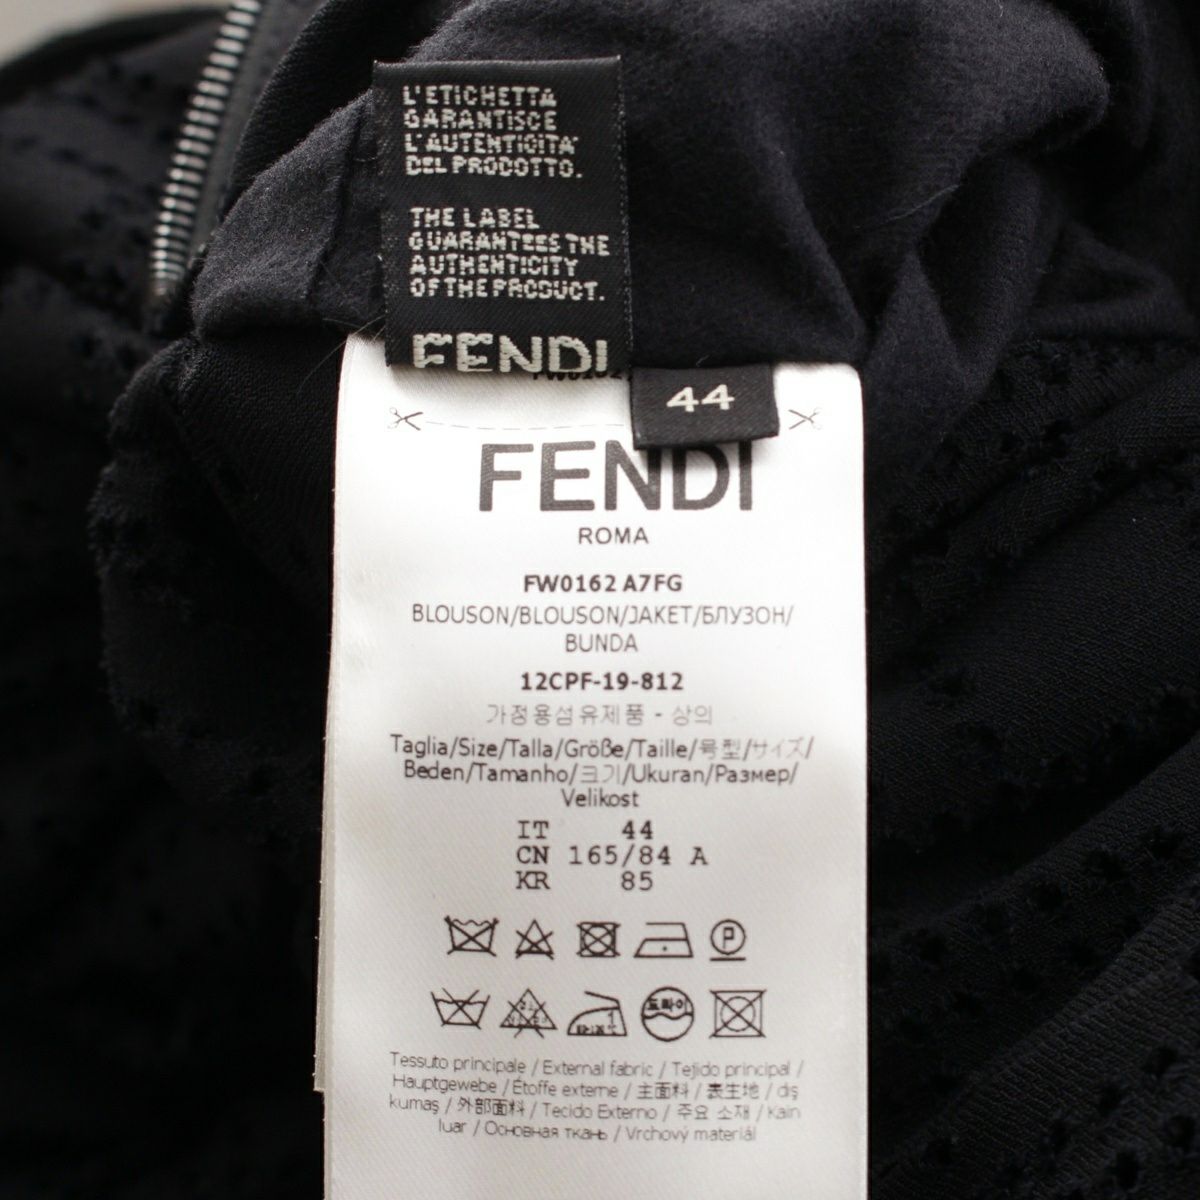 L'ETICHETTA
GARANTISCE
L'AUTENTICITA'
DEL PRODOTTO.
THE LABEL
GUARANTEES THE
AUTHENTICITY
OF THE PRODUCT.
FENDI
44
FENDI
ROMA
FW0162 A7FG
BLOUSON/BLOUSON/JAKET/БЛУЗОН/
BUNDA
12CPF-19-812
가정용섬유제품 - 상의
Taglia/Size/Talla/Größe/Taille/号型/サイズ/
Beden/Tamanho/크기/Ukuran/Размер/
Velikost
IT 44
CN 165/84 A
KR 85
P
드라이
Tessuto principale / External fabric / Tejido principal /
Hauptgewebe / Étoffe externe / 主面料 / 表生地 / dış
kumaş / 外部面料 / Tecido Externo / 주요 소재 / Kain
luar / Основная ткань / Vrchový materiál